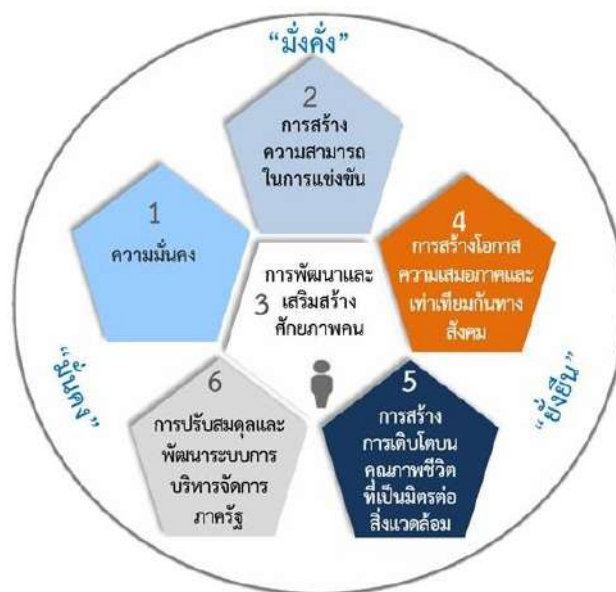 “มั่งคั่ง”
2
การสร้าง
ความสามารถ
ในการแข่งขัน
1
ความมั่นคง
4
การสร้างโอกาส
ความเสมอภาคและ
เท่าเทียมกันทาง
สังคม
การพัฒนาและ
เสริมสร้าง
3 ศักยภาพคน
“มั่นคง”
“ยั่งยืน”
6
การปรับสมดุลและ
พัฒนาระบบการ
บริหารจัดการ
ภาครัฐ
5
การสร้าง
การเติบโตบน
คุณภาพชีวิต
ที่เป็นมิตรต่อ
สิ่งแวดล้อม